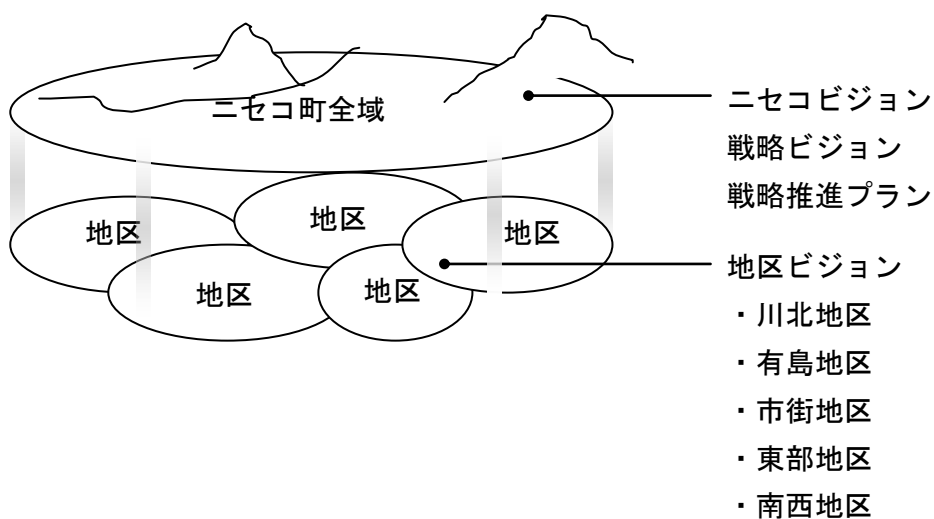 ニセコ町全域
地区
地区
地区
地区
地区
ニセコビジョン
戦略ビジョン
戦略推進プラン
地区ビジョン
・川北地区
・有島地区
・市街地区
・東部地区
・南西地区